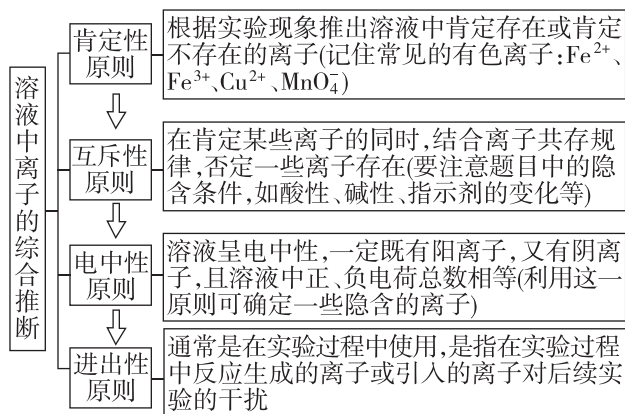 溶液中离子的综合推断
肯定性
原则
根据实验现象推出溶液中肯定存在或肯定
不存在的离子(记住常见的有色离子:Fe²⁺、
Fe³⁺、Cu²⁺、MnO₄⁻)
互斥性
原则
在肯定某些离子的同时,结合离子共存规
律,否定一些离子存在(要注意题目中的隐
含条件,如酸性、碱性、指示剂的变化等)
电中性
原则
溶液呈电中性,一定既有阳离子,又有阴离
子,且溶液中正、负电荷总数相等(利用这一
原则可确定一些隐含的离子)
进出性
原则
通常是在实验过程中使用,是指在实验过程
中反应生成的离子或引入的离子对后续
实验的干扰